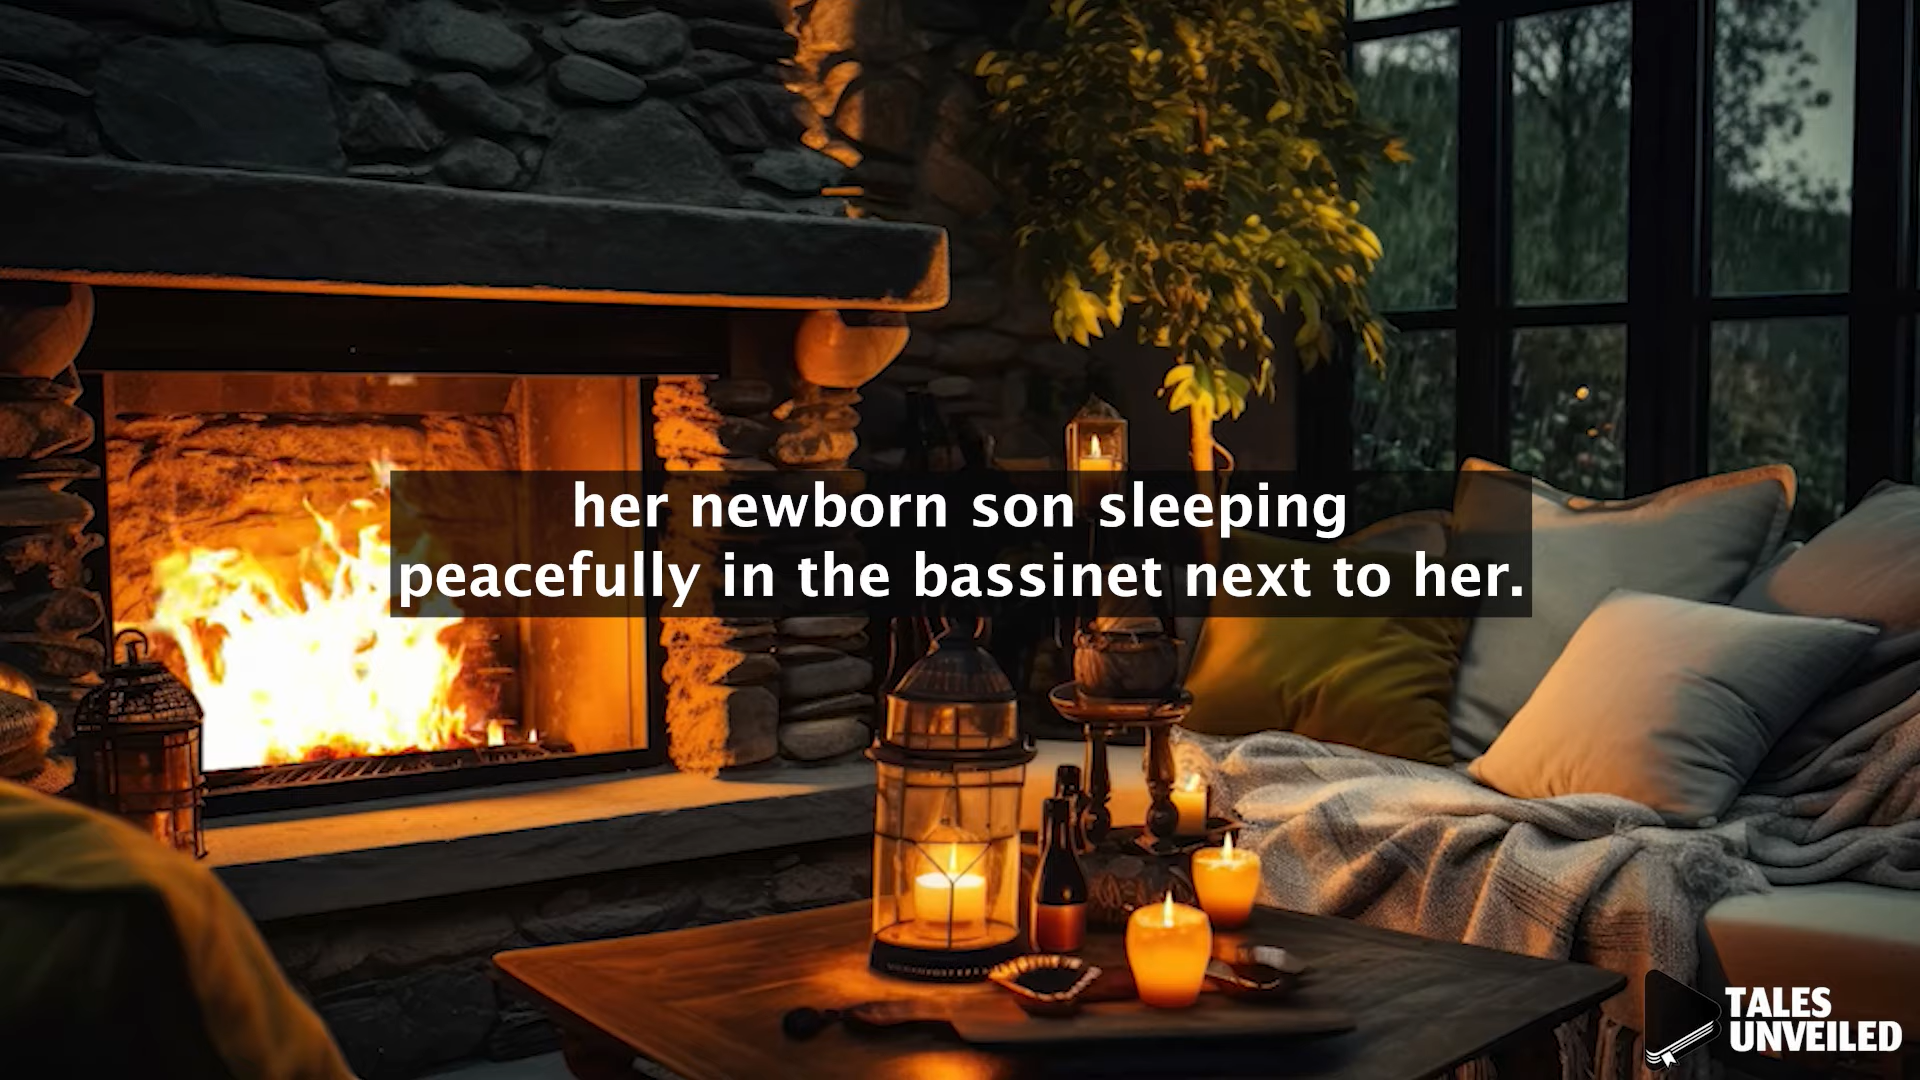 her newborn son sleeping
peacefully in the bassinet next to her.
TALES
UNVEILED